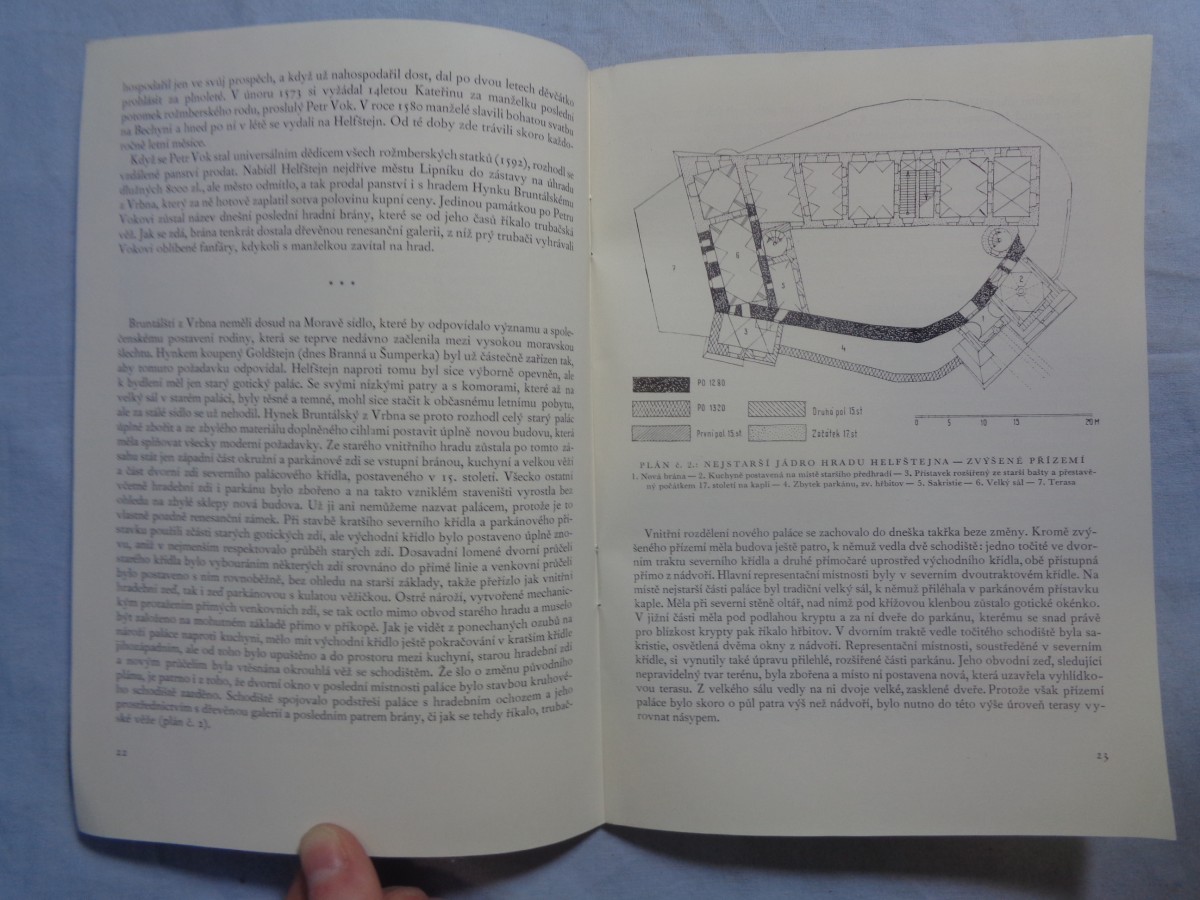 hospodařil jen ve svůj prospěch, a když už nahospodařil dost, dal po dvou letech děvčátko
prohlásit za plnoleté. V únoru 1573 si vyžádal 14letou Kateřinu za manželku poslední
potomek rožmberského rodu, proslulý Petr Vok. V roce 1580 manželé slavili bohatou svatbu
na Bechyni a hned po ní v létě se vydali na Helfštejn. Od té doby zde trávili skoro každo-
ročně letní měsíce.
Když se Petr Vok stal universálním dědicem všech rožmberských statků (1592), rozhodl se
vzdálené panství prodat. Nabídl Helfštejn nejdříve městu Lipníku do zástavy na úhradu
dlužných 8000 zl., ale město odmítlo, a tak prodal panství i s hradem Hynku Bruntálskému
z Vrbna, který za ně hotově zaplatil sotva polovinu kupní ceny. Jedinou památkou po Petru
Vokovi zůstal název dnešní poslední hradní brány, které se od jeho časů říkalo trubačská
věž. Jak se zdá, brána tenkrát dostala dřevěnou renesanční galerii, z níž prý trubači vyhrávali
Vokovi oblíbené fanfáry, kdykoli s manželkou zavítal na hrad.
* * *
Bruntálští z Vrbna neměli dosud na Moravě sídlo, které by odpovídalo významu a spole-
čenskému postavení rodiny, která se teprve nedávno začlenila mezi vysokou moravskou
šlechtu. Hynkem koupený Goldštejn (dnes Branná u Šumperka) byl už částečně zařízen tak,
aby tomuto požadavku odpovídal. Helfštejn naproti tomu byl sice výborně opevněn, ale
k bydlení měl jen starý gotický palác. Se svými nízkými patry a s komorami, které až na
velký sál v starém paláci, byly těsné a temné, mohl sice stačit k občasnému letnímu pobytu,
ale za stálé sídlo se už nehodil. Hynek Bruntálský z Vrbna se proto rozhodl celý starý palác
úplně zbořit a ze zbylého materiálu doplněného cihlami postavit úplně novou budovu, která
měla splňovat všecky moderní požadavky. Ze starého vnitřního hradu zůstala po tomto zá-
sahu stát jen západní část okružní a parkánové zdi se vstupní bránou, kuchyní a velkou věží
a část dvorní zdi severního palácového křídla, postaveného v 15. století. Všecko ostatní
včetně hradební zdi i parkánu bylo zbořeno a na takto vzniklém staveništi vyrostla bez
ohledu na zbylé sklepy nová budova. Už ji ani nemůžeme nazvat palácem, protože je to
vlastně pozdně renesanční zámek. Při stavbě kratšího severního křídla a parkánového pří-
stavku použili zčásti starých gotických zdí, ale východní křídlo bylo postaveno úplně zno-
vu, aniž v nejmenším respektovalo průběh starých zdí. Dosavadní lomené dvorní průčelí
starého křídla bylo vybouráním některých zdí srovnáno do přímé linie a venkovní průčelí
bylo postaveno s ním rovnoběžně, bez ohledu na starší základy, takže přeřízlo jak vnitřní
hradební zeď, tak i zeď parkánovou s kulatou věžičkou. Ostré nároží, vytvořené mechanic-
kým protažením přímých venkovních zdí, se tak octlo mimo obvod starého hradu a muselo
být založeno na mohutném základě přímo v příkopě. Jak je vidět z ponechaných ozubů na
nároží paláce naproti kuchyni, mělo mít východní křídlo ještě pokračování v kratším křídle
jihozápadním, ale od toho bylo upuštěno a do prostoru mezi kuchyní, starou hradební zdí
a novým průčelím byla vtěsnána okrouhlá věž se schodištěm. Že šlo o změnu původního
plánu, je patrno i z toho, že dvorní okno v poslední místnosti paláce bylo stavbou kruhové-
ho schodiště zazděno. Schodiště spojovalo podstřeší paláce s hradebním ochozem a jeho
prostřednictvím s dřevěnou galerií a posledním patrem brány, či jak se tehdy říkalo, trubač-
ské věže (plán č. 2).
22
7
6
3
3
4
1
2
PO 1280
PO 1320
První pol 15. st
Druhá pol 15. st
Začátek 17. st
0 5 10 15 20 M
PLÁN č. 2.: NEJSTARŠÍ JÁDRO HRADU HELFŠTEJNA — ZVÝŠENÉ PŘÍZEMÍ
1. Nová brána — 2. Kuchyně postavená na místě staršího předbraní — 3. Přístavek rozšířený ze starší bašty a přestavě-
ný počátkem 17. století na kapli — 4. Zbytek parkánu, zv. hřbitov — 5. Sakristie — 6. Velký sál — 7. Terasa
Vnitřní rozdělení nového paláce se zachovalo do dneška takřka beze změny. Kromě zvý-
šeného přízemí měla budova ještě patro, k němuž vedla dvě schodiště: jedno točité ve dvor-
ním traktu severního křídla a druhé přímočaré uprostřed východního křídla, obě přístupná
přímo z nádvoří. Hlavní representační místnosti byly v severním dvoutraktovém křídle. Na
místě nejstarší části paláce byl tradiční velký sál, k němuž přiléhala v parkánovém přístavku
kaple. Měla při severní stěně oltář, nad nímž pod křížovou klenbou zůstalo gotické okénko.
V jižní části měla pod podlahou kryptu a za ní dveře do parkánu, kterému se snad právě
pro blízkost krypty pak říkalo hřbitov. V dvorním traktě vedle točitého schodiště byla sa-
kristie, osvětlená dvěma okny z nádvoří. Representační místnosti, soustředěné v severním
křídle, si vynutily také úpravu přilehlé, rozšířené části parkánu. Jeho obvodní zeď, sledující
nepravidelný tvar terénu, byla zbořena a místo ní postavena nová, která uzavřela vyhlídko-
vou terasu. Z velkého sálu vedly na ni dvoje velké, zasklené dveře. Protože však přízemí
paláce bylo skoro o půl patra výš než nádvoří, bylo nutno do této výše úroveň terasy vy-
rovnat násypem.
23